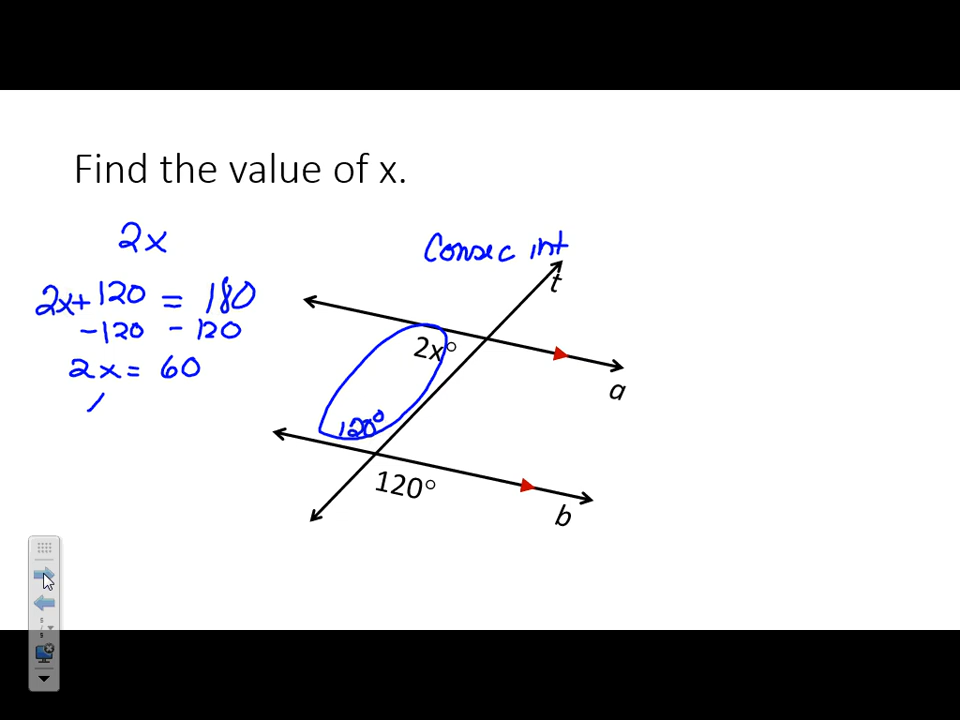 Find the value of x.
2x
Consec int
2x + 120 = 180
-120 - 120
2x = 60
t
2x°
a
120°
120°
b